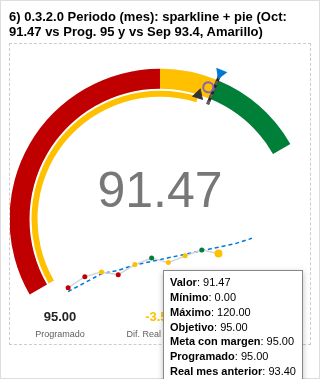 6) 0.3.2.0 Periodo (mes): sparkline + pie (Oct:
91.47 vs Prog. 95 y vs Sep 93.4, Amarillo)
91.47
Valor: 91.47
Mínimo: 0.00
Máximo: 120.00
Objetivo: 95.00
Meta con margen: 95.00
Programado: 95.00
Real mes anterior: 93.40
95.00
Programado
Dif. Real